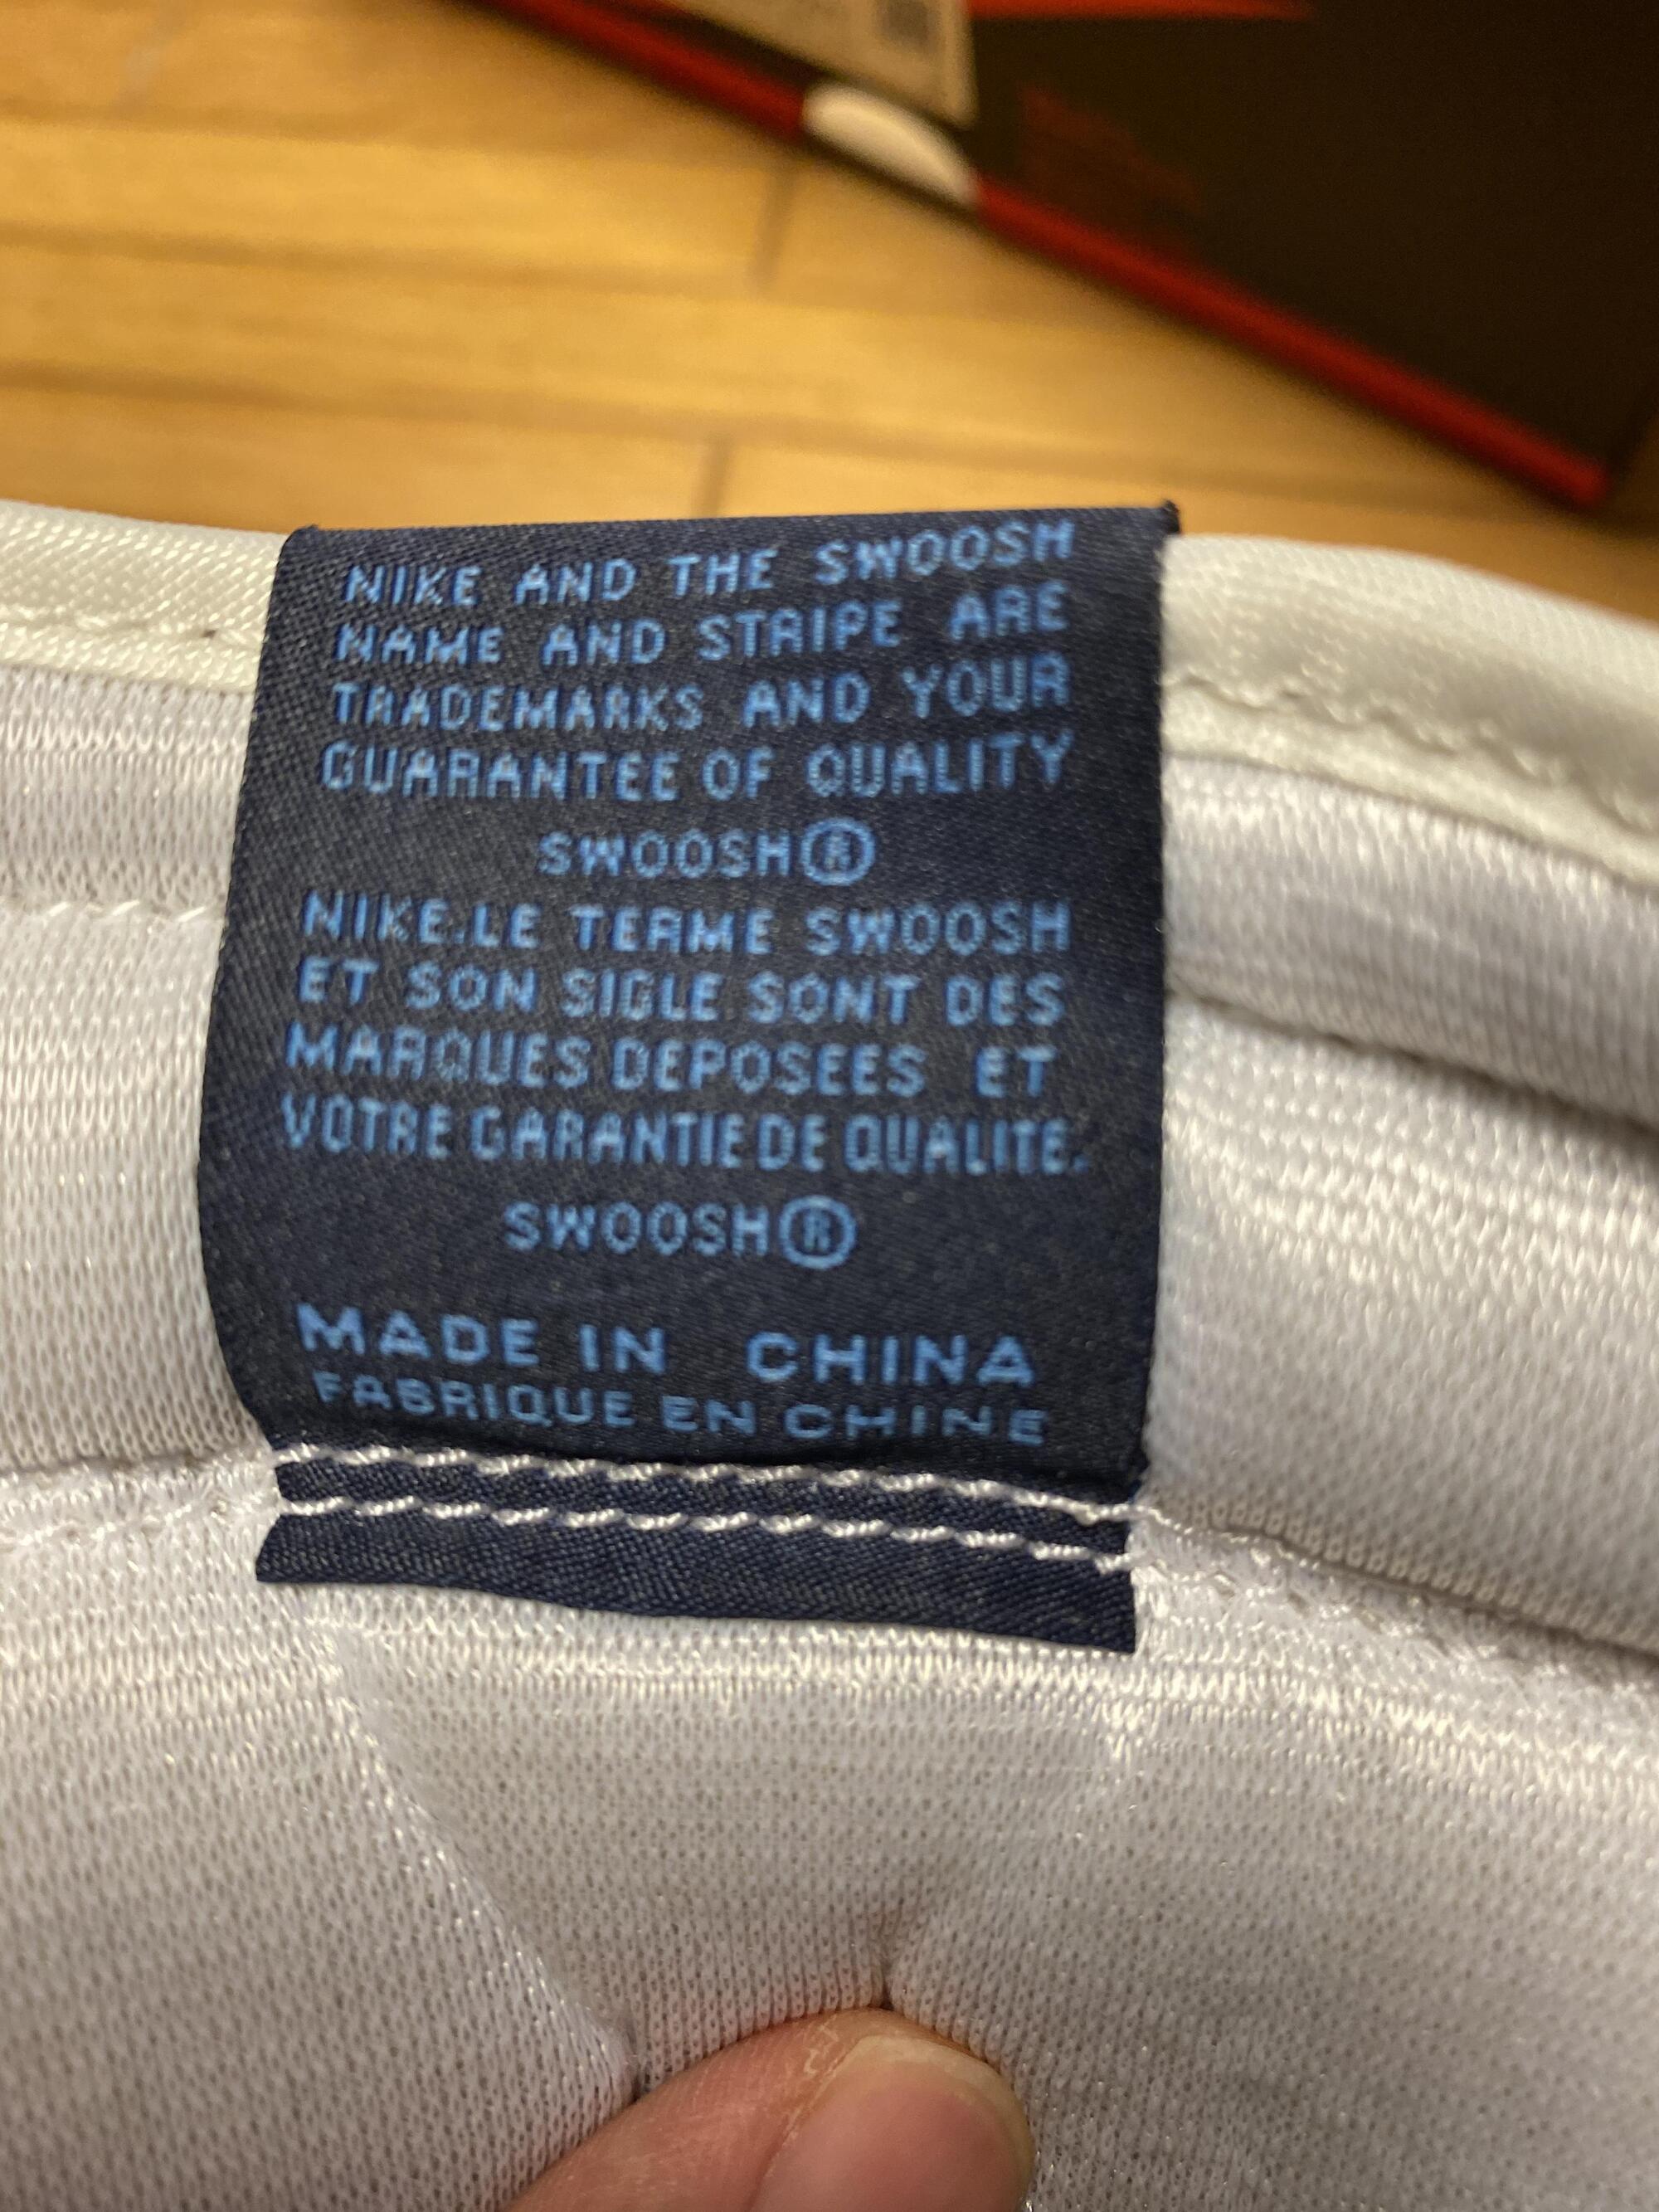 NIKE AND THE SWOOSH
NAME AND STRIPE ARE
TRADEMARKS AND YOUR
GUARANTEE OF QUALITY
SWOOSH®
NIKE.LE TERME SWOOSH
ET SON SIGLE SONT DES
MARQUES DEPOSEES ET
VOTRE GARANTIE DE QUALITE.
SWOOSH®
MADE IN CHINA
FABRIQUE EN CHINE